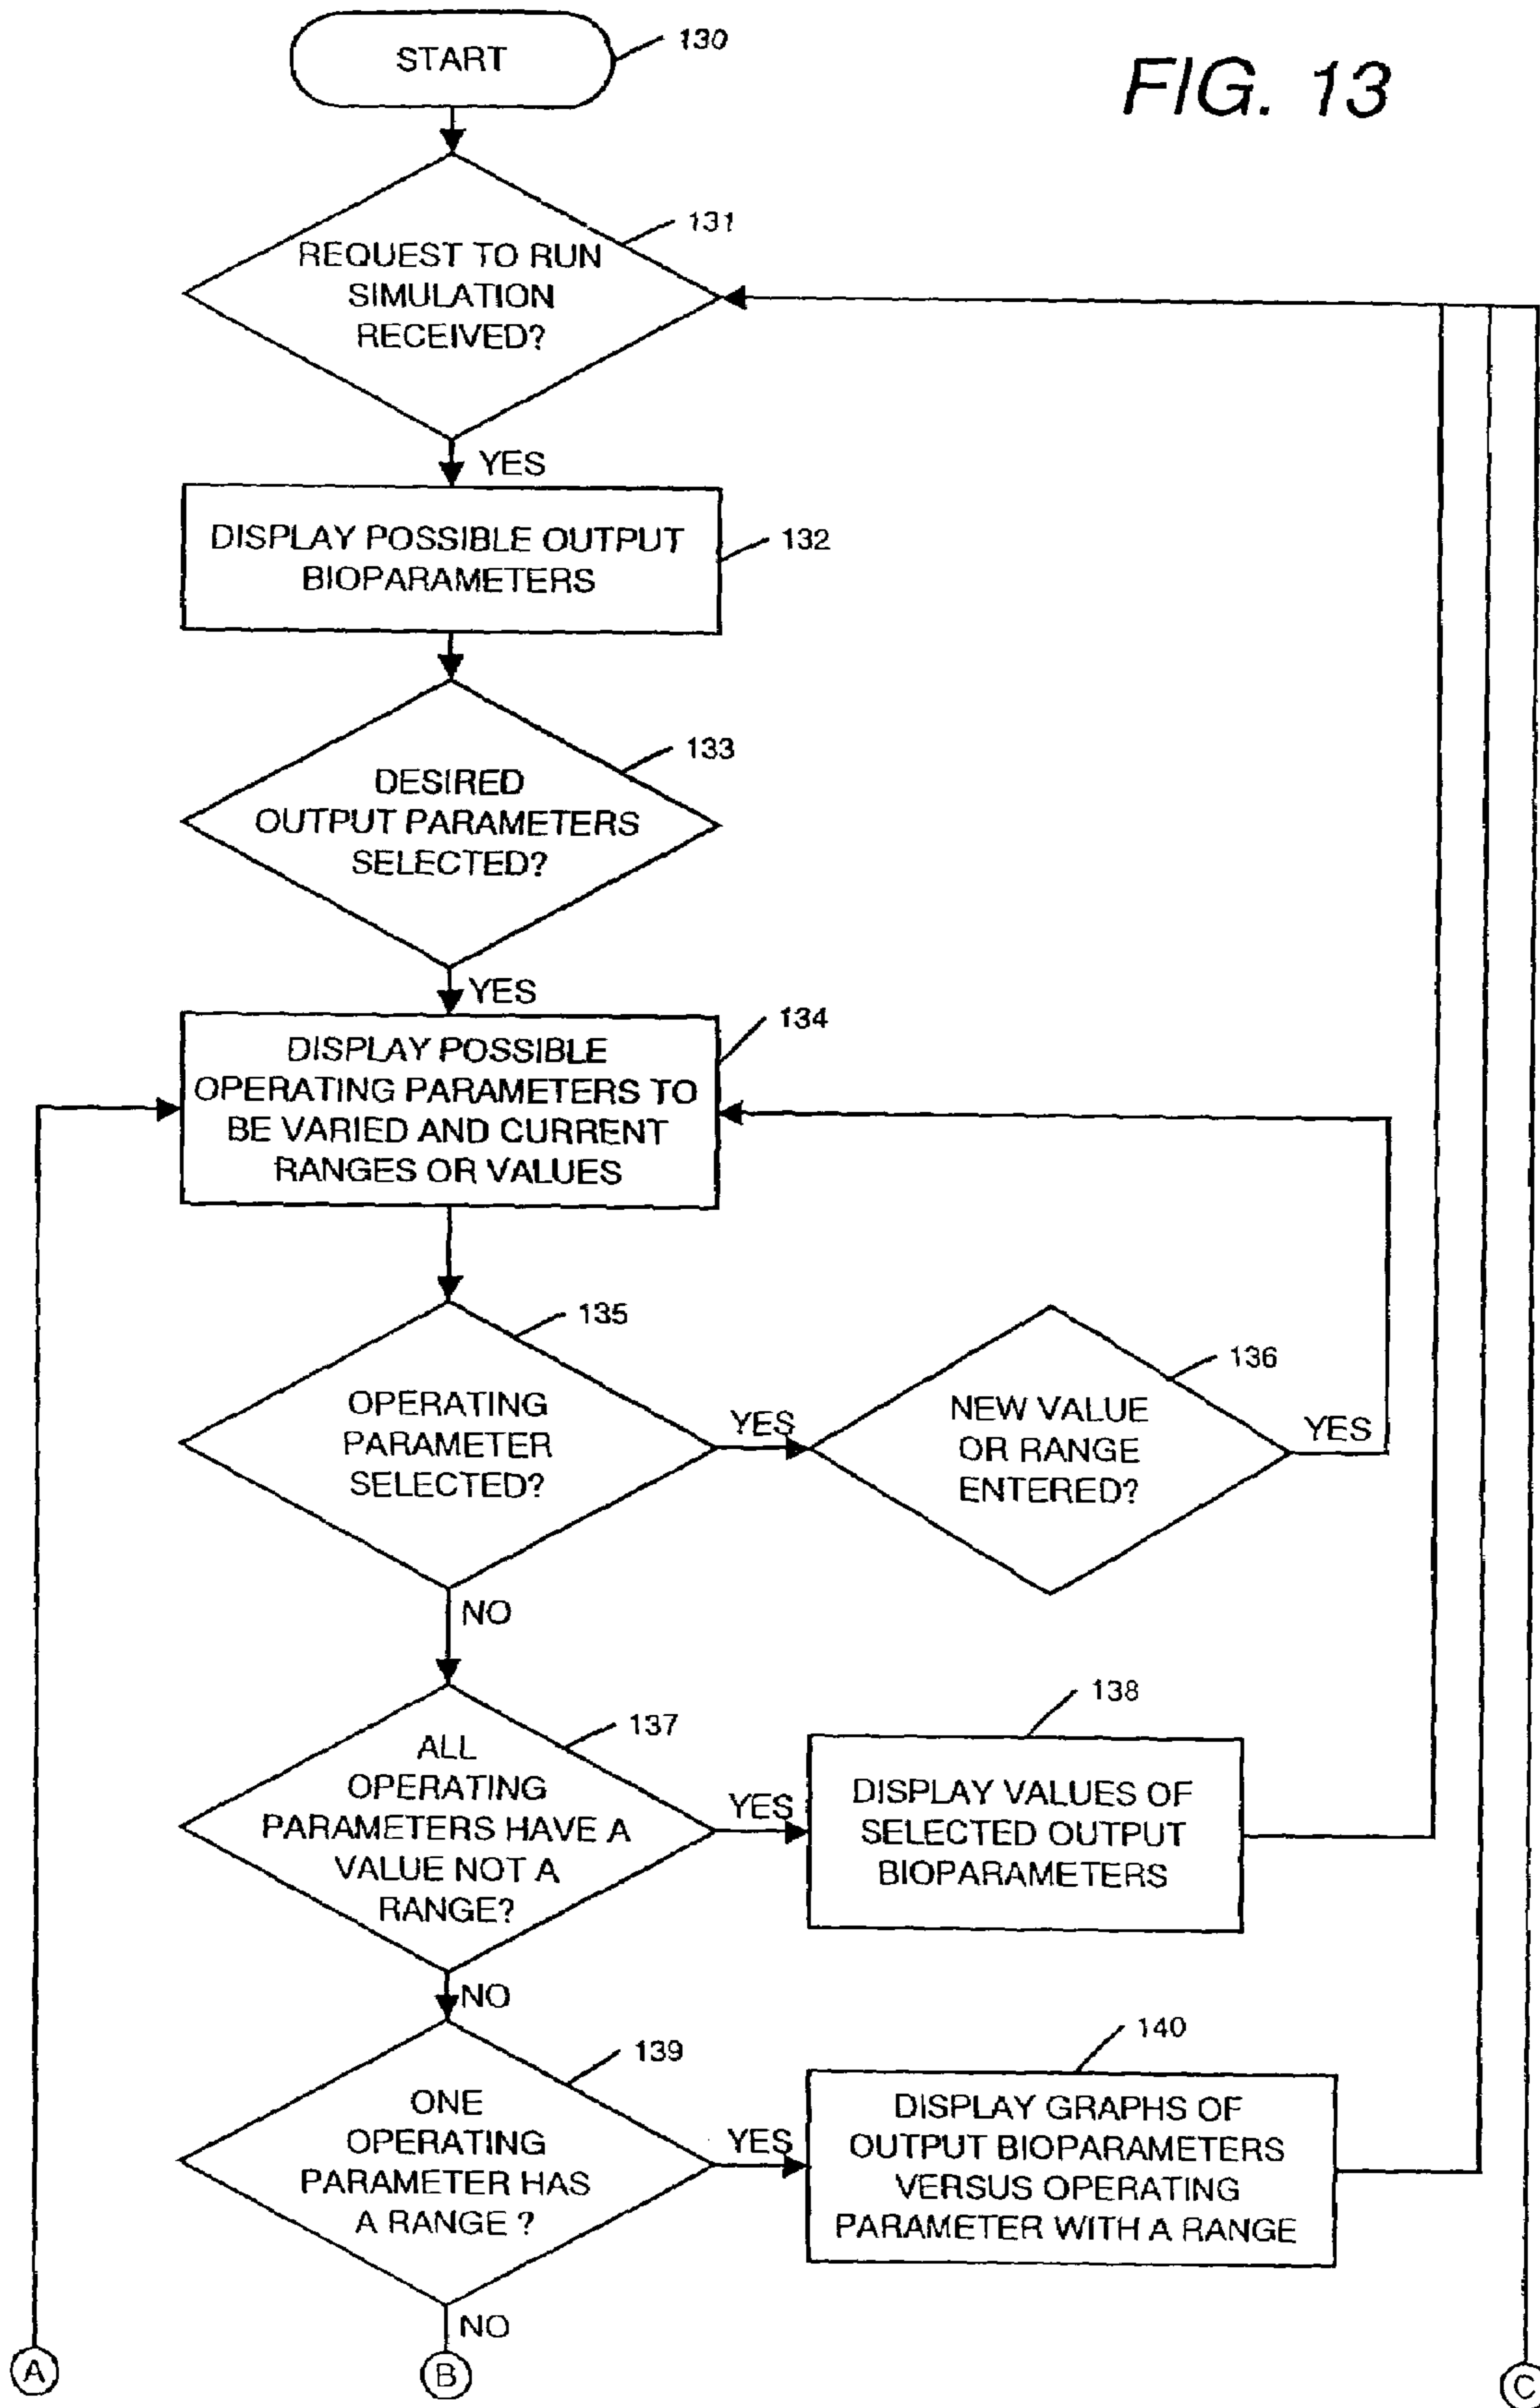 FIG. 13
START
130
131
REQUEST TO RUN
SIMULATION
RECEIVED?
YES
DISPLAY POSSIBLE OUTPUT
BIOPARAMETERS
132
133
DESIRED
OUTPUT PARAMETERS
SELECTED?
YES
134
DISPLAY POSSIBLE
OPERATING PARAMETERS TO
BE VARIED AND CURRENT
RANGES OR VALUES
135
OPERATING
PARAMETER
SELECTED?
YES
136
NEW VALUE
OR RANGE
ENTERED?
YES
NO
137
ALL
OPERATING
PARAMETERS HAVE A
VALUE NOT A
RANGE?
YES
138
DISPLAY VALUES OF
SELECTED OUTPUT
BIOPARAMETERS
NO
139
ONE
OPERATING
PARAMETER HAS
A RANGE ?
YES
140
DISPLAY GRAPHS OF
OUTPUT BIOPARAMETERS
VERSUS OPERATING
PARAMETER WITH A RANGE
NO
A
B
C